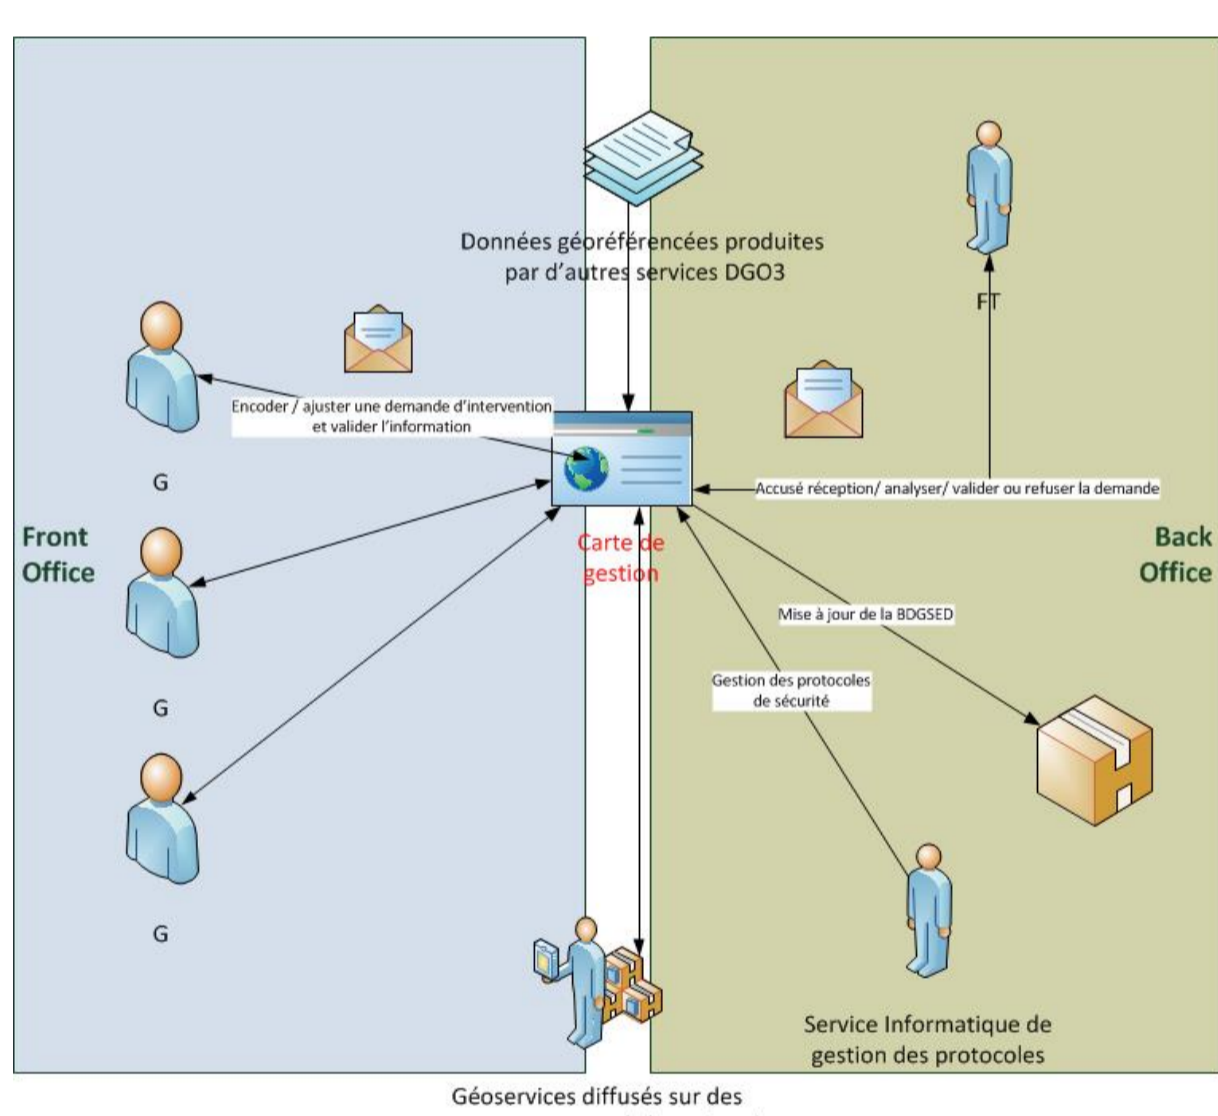 Données géoréférencées produites
par d'autres services DGO3
FT
Encoder / ajuster une demande d'intervention
et valider l'information
G
Accusé réception/ analyser/ valider ou refuser la demande
Front
Office
Carte de
gestion
Back
Office
Mise à jour de la BDGSED
Gestion des protocoles
de sécurité
G
G
Service Informatique de
gestion des protocoles
Géoservices diffusés sur des